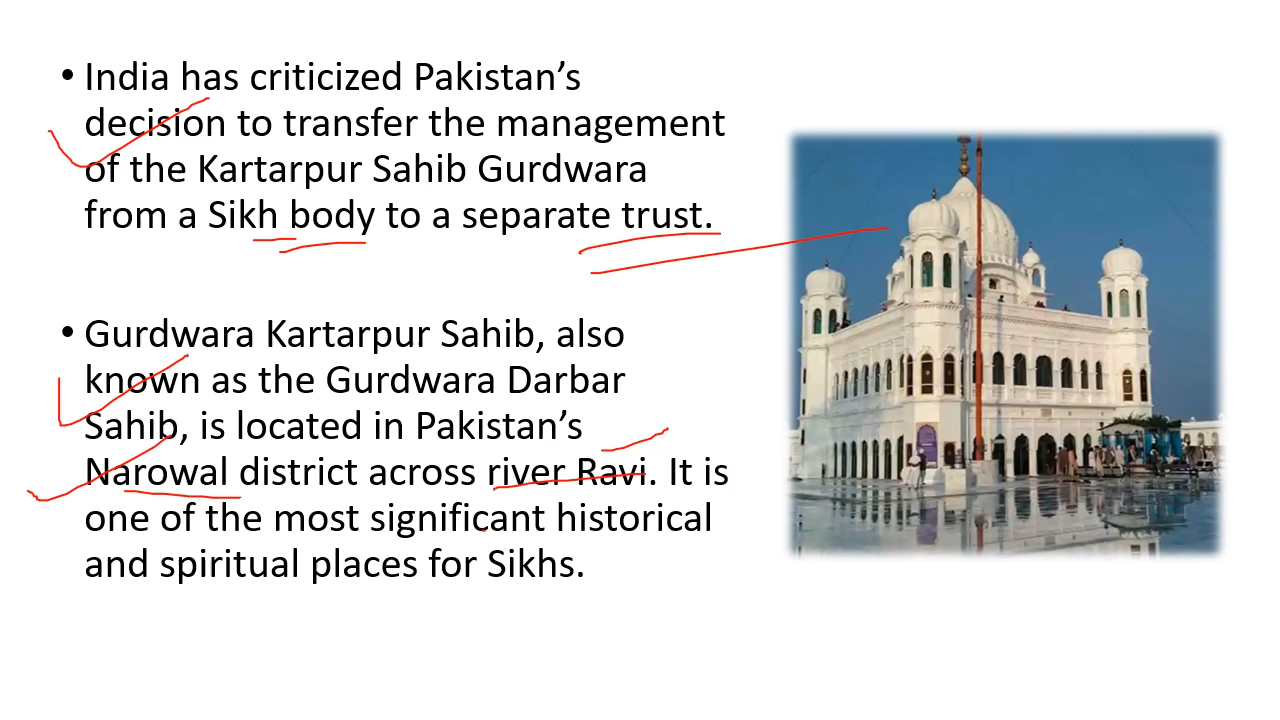 • India has criticized Pakistan’s
decision to transfer the management
of the Kartarpur Sahib Gurdwara
from a Sikh body to a separate trust.
• Gurdwara Kartarpur Sahib, also
known as the Gurdwara Darbar
Sahib, is located in Pakistan’s
Narowal district across river Ravi. It is
one of the most significant historical
and spiritual places for Sikhs.